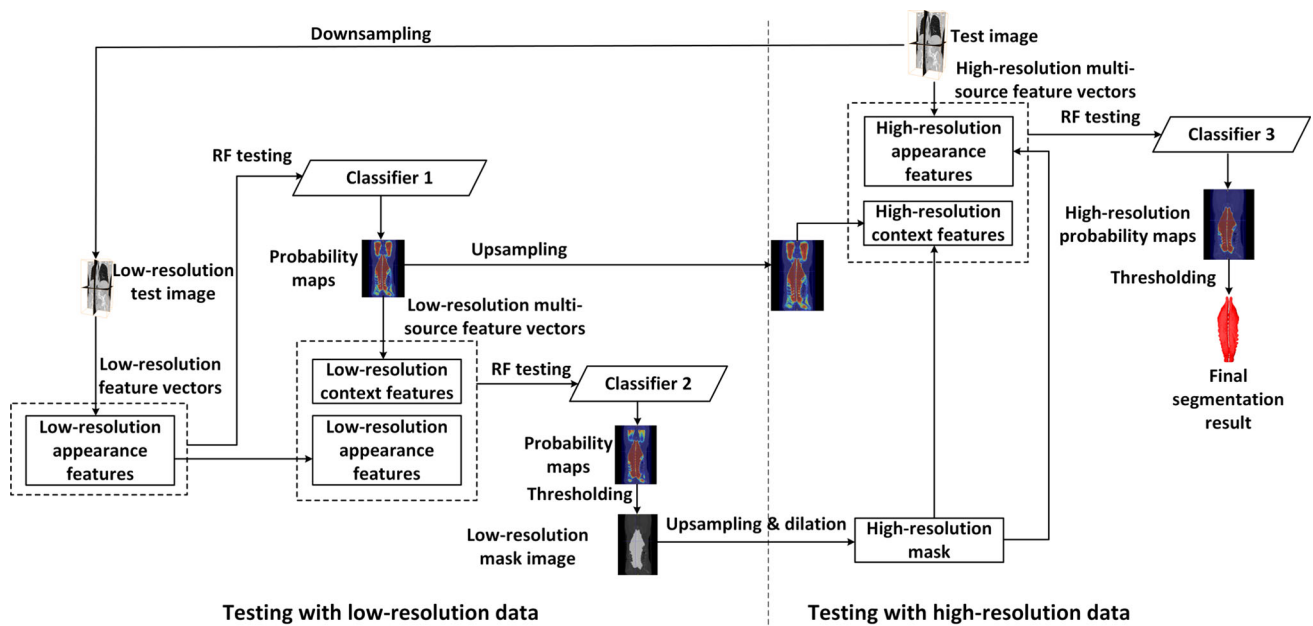 Downsampling
Test image
High-resolution multi-
source feature vectors
High-resolution
appearance
features
RF testing
Classifier 3
RF testing
Classifier 1
High-resolution
context features
High-resolution
probability maps
Probability
maps
Upsampling
Low-resolution
test image
Thresholding
Low-resolution multi-
source feature vectors
Low-resolution
feature vectors
Low-resolution
context features
RF testing
Classifier 2
Final
segmentation
result
Low-resolution
appearance
features
Low-resolution
appearance
features
Probability
maps
Thresholding
Low-resolution
mask image
Upsampling & dilation
High-resolution
mask
Testing with low-resolution data
Testing with high-resolution data